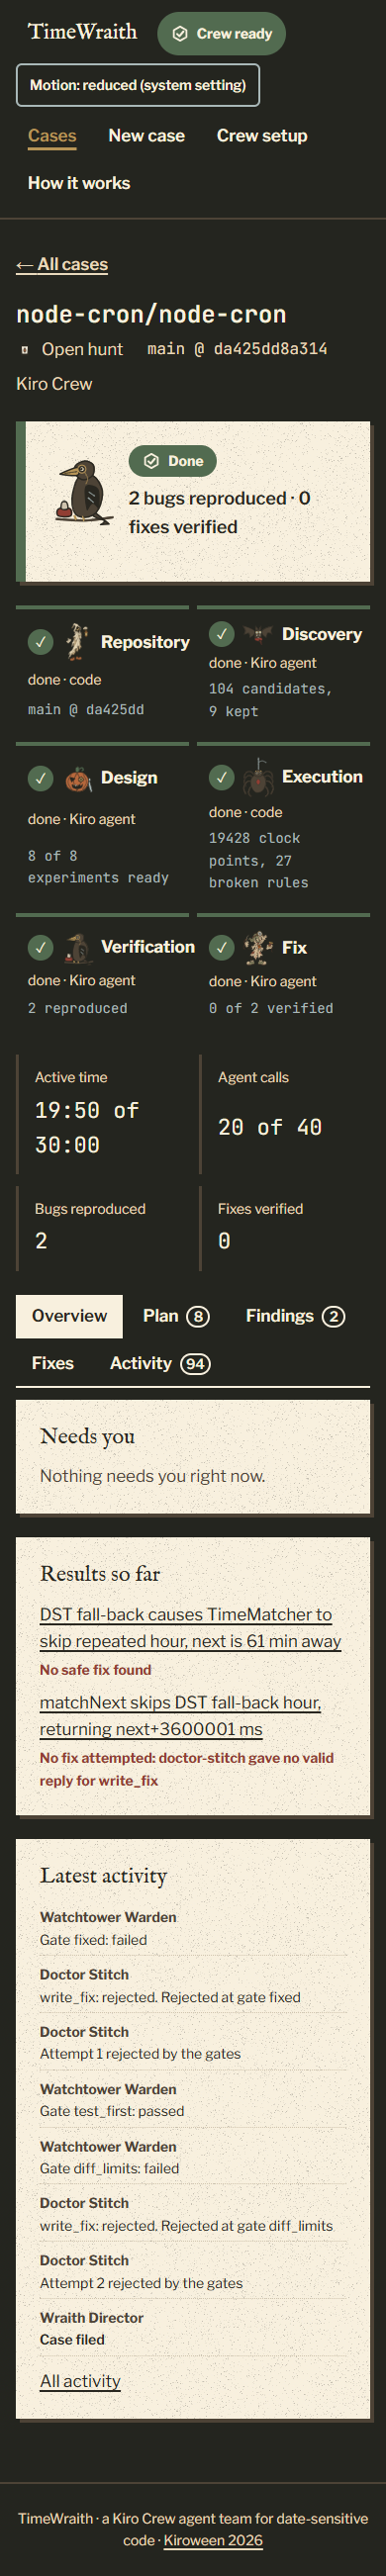 TimeWraith
Crew ready
Motion: reduced (system setting)
Cases
New case
Crew setup
How it works
← All cases
node-cron/node-cron
Open hunt
main @ da425dd8a314
Kiro Crew
Done
2 bugs reproduced · 0
fixes verified
Repository
done · code
main @ da425dd
Discovery
done · Kiro agent
104 candidates,
9 kept
Design
done · Kiro agent
8 of 8
experiments ready
Execution
done · code
19428 clock
points, 27
broken rules
Verification
done · Kiro agent
2 reproduced
Fix
done · Kiro agent
0 of 2 verified
Active time
19:50 of
30:00
Agent calls
20 of 40
Bugs reproduced
2
Fixes verified
0
Overview
Plan 8
Findings 2
Fixes
Activity 94
Needs you
Nothing needs you right now.
Results so far
DST fall-back causes TimeMatcher to
skip repeated hour, next is 61 min away
No safe fix found
matchNext skips DST fall-back hour,
returning next+3600001 ms
No fix attempted: doctor-stitch gave no valid
reply for write_fix
Latest activity
Watchtower Warden
Gate fixed: failed
Doctor Stitch
write_fix: rejected. Rejected at gate fixed
Doctor Stitch
Attempt 1 rejected by the gates
Watchtower Warden
Gate test_first: passed
Watchtower Warden
Gate diff_limits: failed
Doctor Stitch
write_fix: rejected. Rejected at gate diff_limits
Doctor Stitch
Attempt 2 rejected by the gates
Wraith Director
Case filed
All activity
TimeWraith · a Kiro Crew agent team for date-sensitive
code · Kiroween 2026